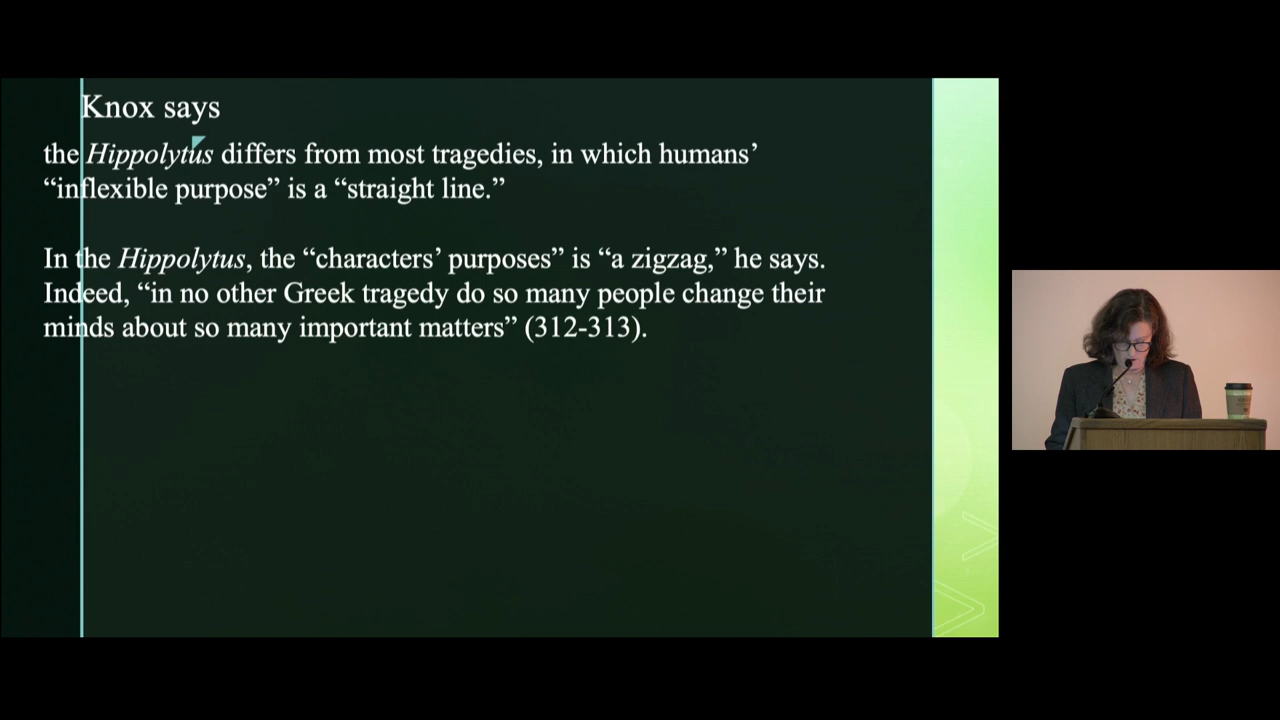 Knox says
the Hippolytus differs from most tragedies, in which humans’
“inflexible purpose” is a “straight line.”
In the Hippolytus, the “characters’ purposes” is “a zigzag,” he says.
Indeed, “in no other Greek tragedy do so many people change their
minds about so many important matters” (312-313).